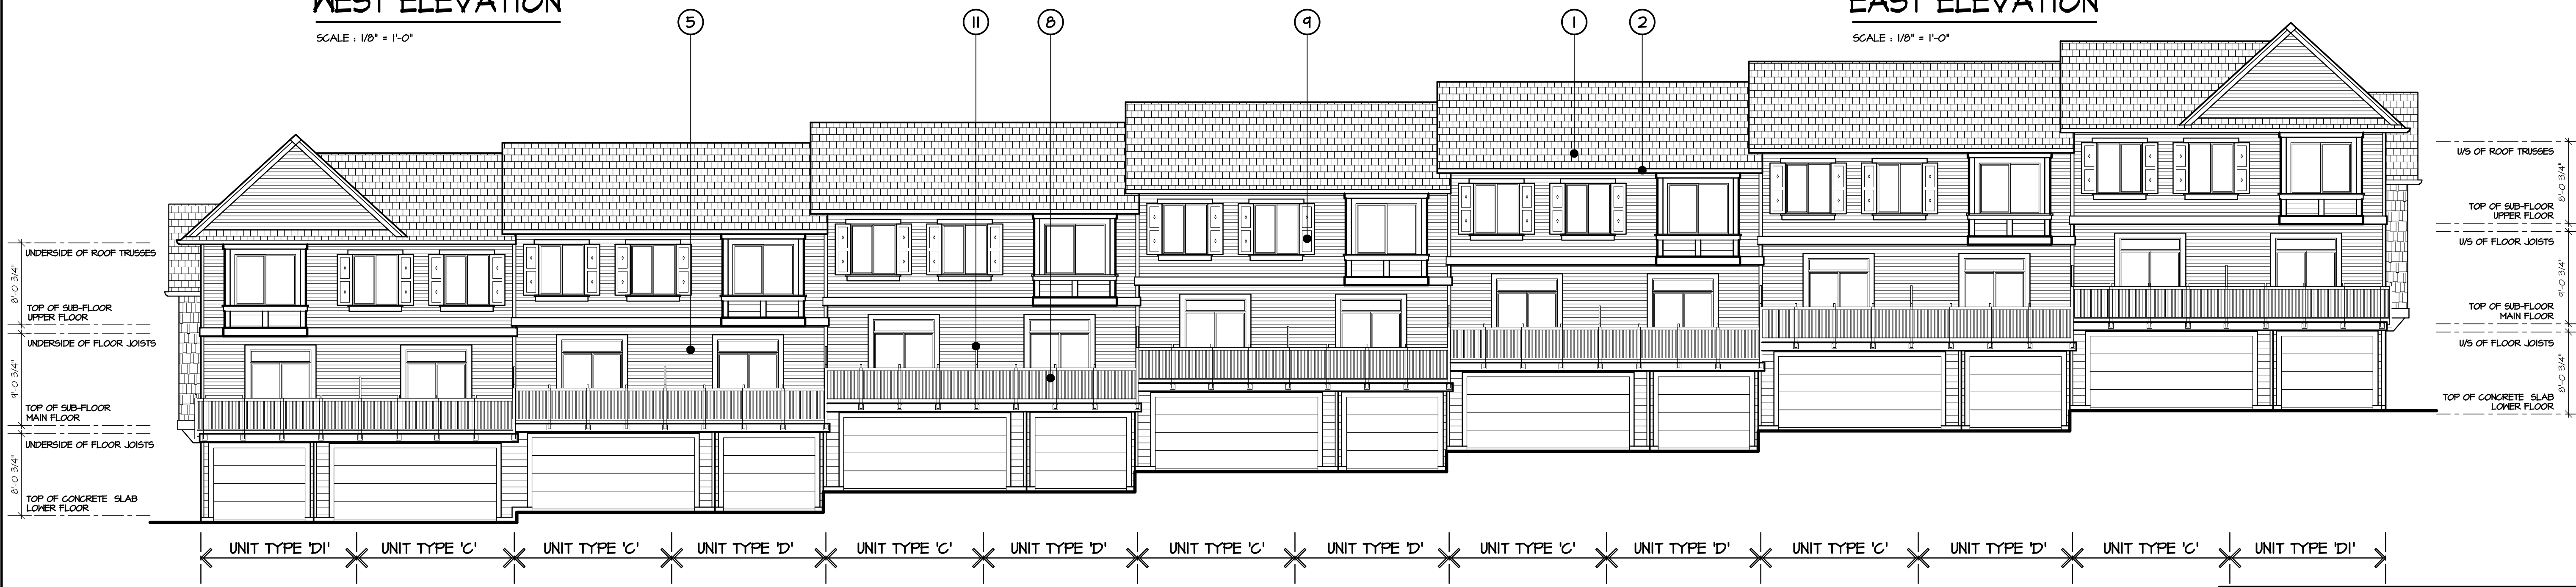 WEST ELEVATION
SCALE : 1/8" = 1'-0"
EAST ELEVATION
SCALE : 1/8" = 1'-0"
5
11
8
9
1
2
UNDERSIDE OF ROOF TRUSSES
8'-0 3/4"
TOP OF SUB-FLOOR
UPPER FLOOR
UNDERSIDE OF FLOOR JOISTS
9'-0 3/4"
TOP OF SUB-FLOOR
MAIN FLOOR
UNDERSIDE OF FLOOR JOISTS
8'-0 3/4"
TOP OF CONCRETE SLAB
LOWER FLOOR
U/S OF ROOF TRUSSES
8'-0 3/4"
TOP OF SUB-FLOOR
UPPER FLOOR
U/S OF FLOOR JOISTS
9'-0 3/4"
TOP OF SUB-FLOOR
MAIN FLOOR
U/S OF FLOOR JOISTS
8'-0 3/4"
TOP OF CONCRETE SLAB
LOWER FLOOR
UNIT TYPE 'D1'
UNIT TYPE 'C'
UNIT TYPE 'C'
UNIT TYPE 'D'
UNIT TYPE 'C'
UNIT TYPE 'D'
UNIT TYPE 'C'
UNIT TYPE 'D'
UNIT TYPE 'C'
UNIT TYPE 'D'
UNIT TYPE 'C'
UNIT TYPE 'D'
UNIT TYPE 'C'
UNIT TYPE 'D1'